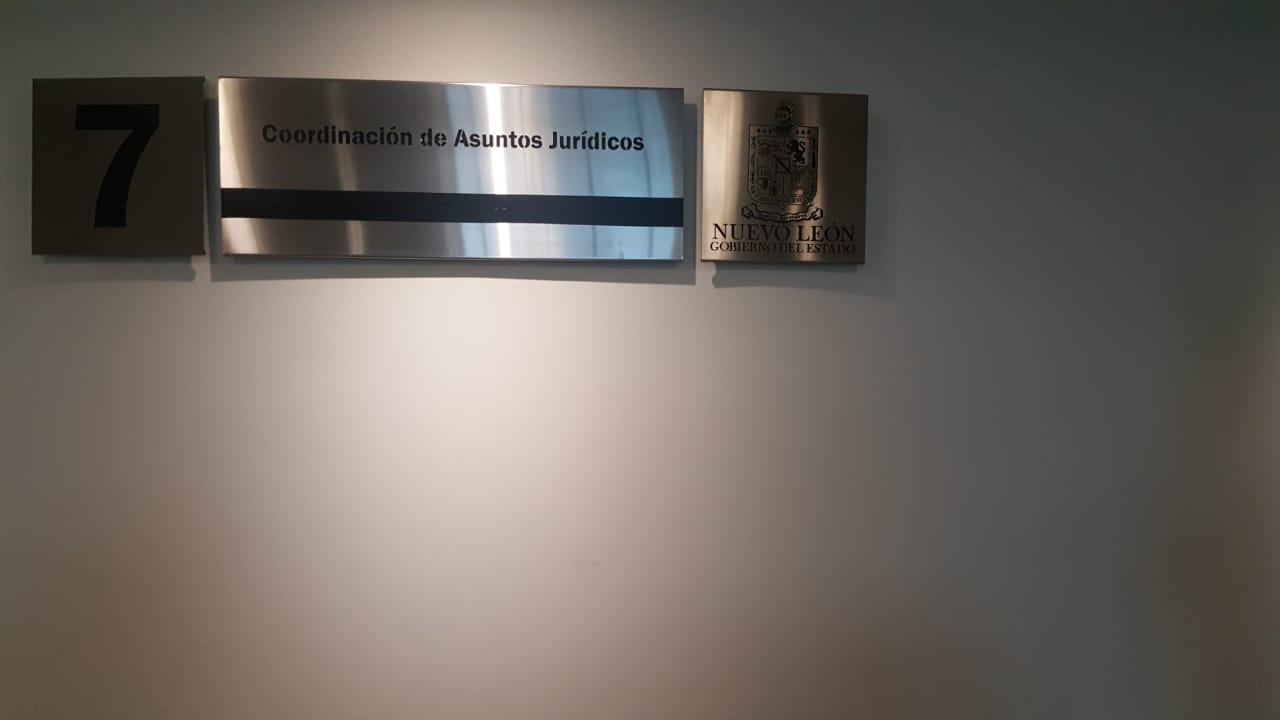 7
Coordinación de Asuntos Jurídicos
NUEVO LEÓN
GOBIERNO DEL ESTADO